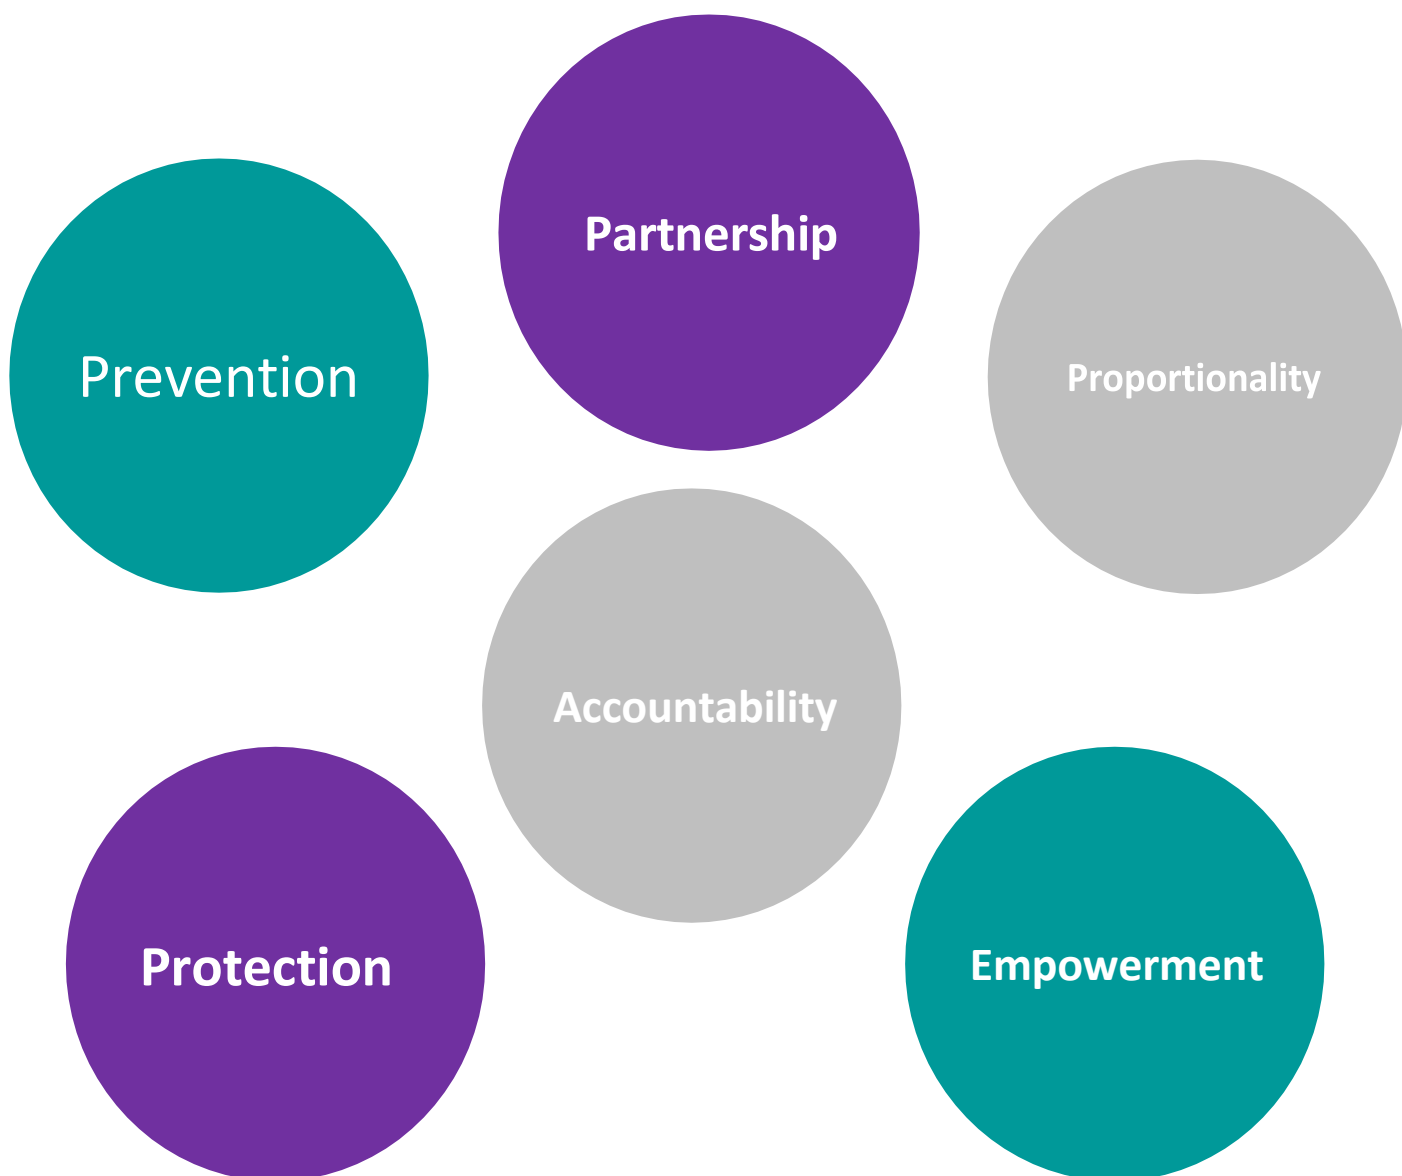 Partnership
Prevention
Proportionality
Accountability
Protection
Empowerment